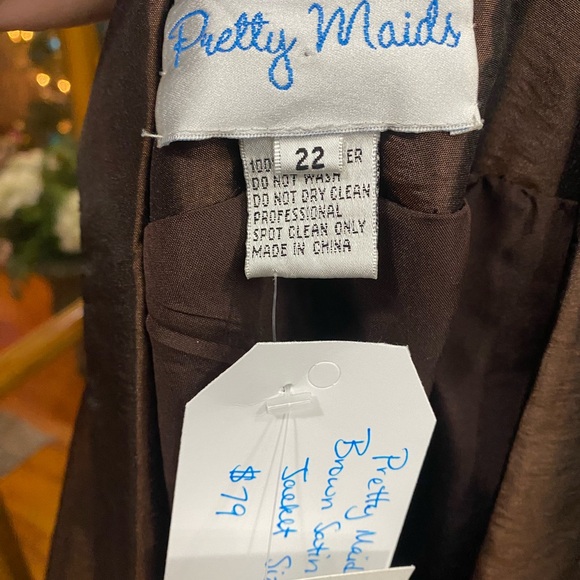 Pretty Maids
22
100 ER
DO NOT WASH
DO NOT DRY CLEAN
PROFESSIONAL
SPOT CLEAN ONLY
MADE IN CHINA
Pretty Maid
Brown Satin
Jacket Siz
$79